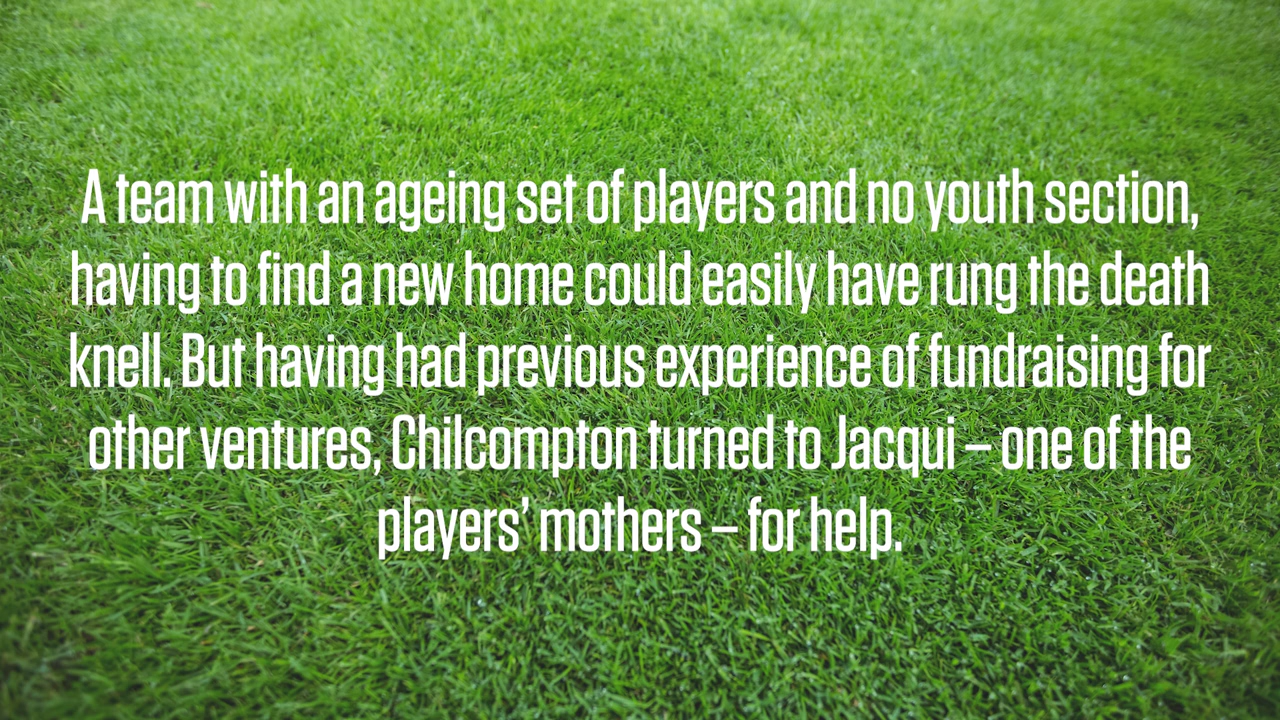 A team with an ageing set of players and no youth section,
having to find a new home could easily have rung the death
knell. But having had previous experience of fundraising for
other ventures, Chilcompton turned to Jacqui – one of the
players’ mothers – for help.